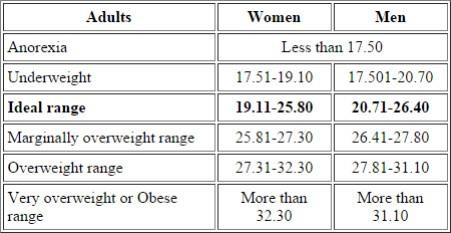 Adults Women Men
Anorexia Less than 17.50
Underweight 17.51-19.10 17.501-20.70
Ideal range 19.11-25.80 20.71-26.40
Marginally overweight range 25.81-27.30 26.41-27.80
Overweight range 27.31-32.30 27.81-31.10
Very overweight or Obese range More than 32.30 More than 31.10